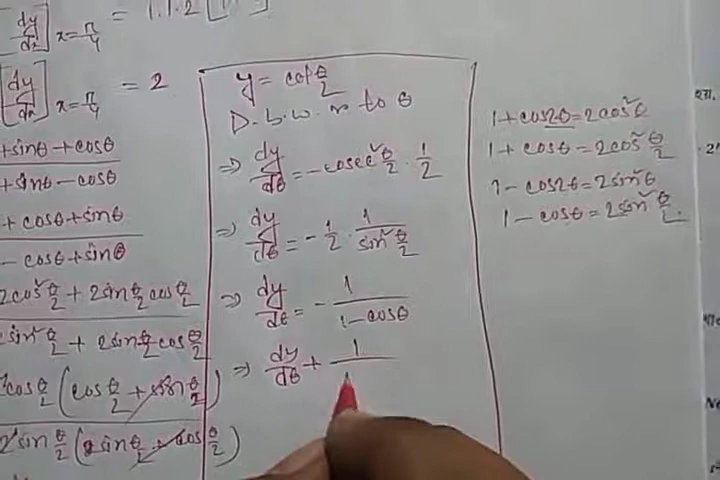 [dy/dx] x=π/4 = 1.1.2
[dy/dx] x=π/4 = 2
+sinθ+cosθ
+sinθ-cosθ
+cosθ+sinθ
-cosθ+sinθ
2cos²θ/2+2sinθ/2cosθ/2
sin²θ/2+2sinθ/2cosθ/2
cosθ/2(cosθ/2+sinθ/2)
2sinθ/2(sinθ/2+cosθ/2)
y=cotθ/2
D.b.w.r to θ
⇒ dy/dθ=-cosec²θ/2·1/2
⇒ dy/dθ=-1/2·1/sin²θ/2
⇒ dy/dθ=-1/1-cosθ
⇒ dy/dθ+1/
1+cos2θ=2cos²θ
1+cosθ=2cos²θ/2
1-cos2θ=2sin²θ
1-cosθ=2sin²θ/2.